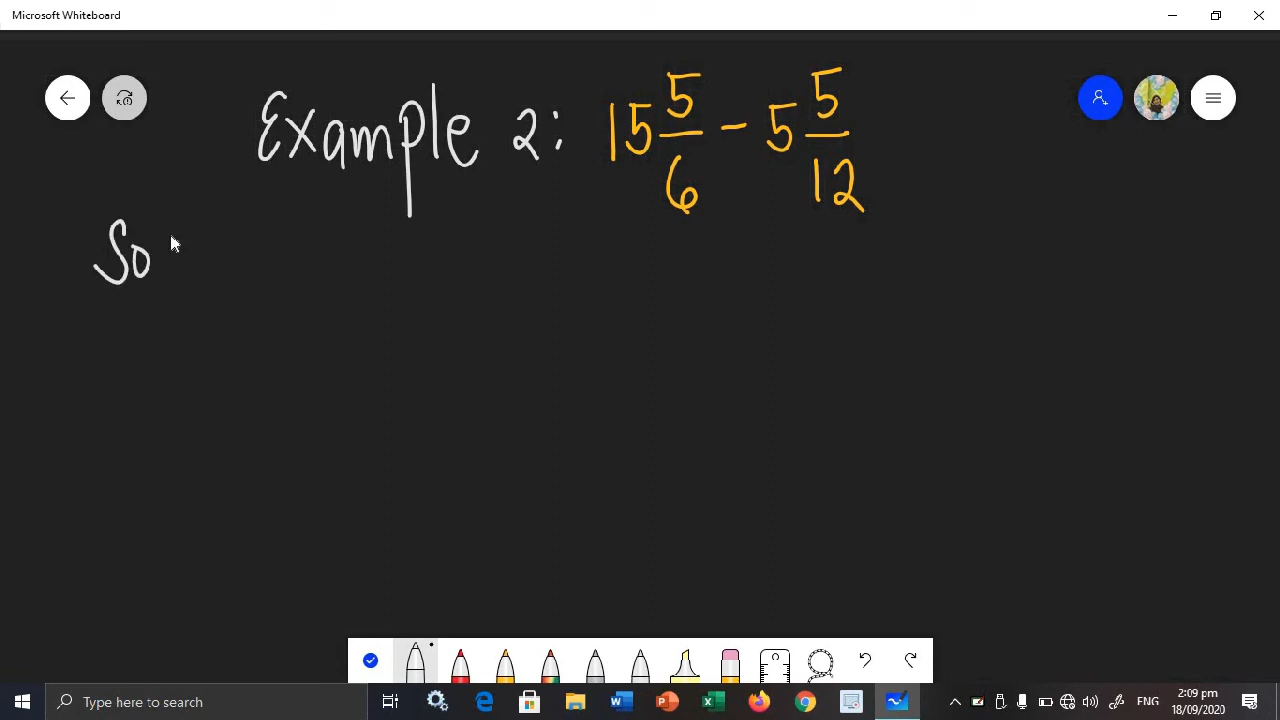 Microsoft Whiteboard
Example 2: 15 5/6 - 5 5/12
So
Type here to search
ENG
2:09 pm
18/09/2020